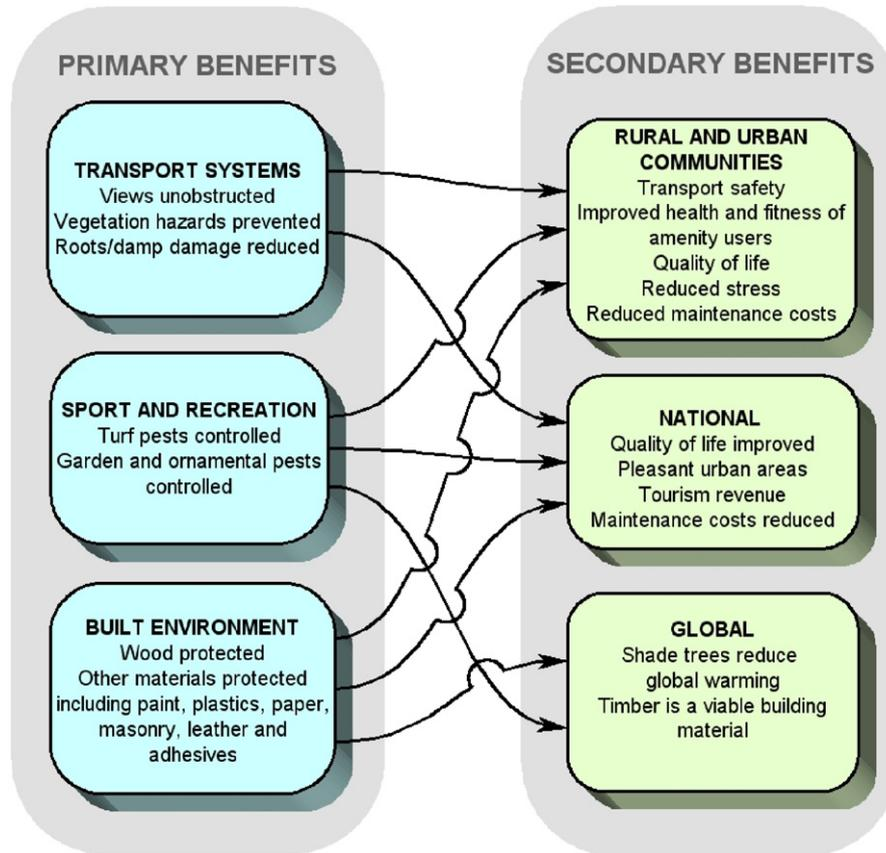 PRIMARY BENEFITS
TRANSPORT SYSTEMS
Views unobstructed
Vegetation hazards prevented
Roots/damp damage reduced
SPORT AND RECREATION
Turf pests controlled
Garden and ornamental pests
controlled
BUILT ENVIRONMENT
Wood protected
Other materials protected
including paint, plastics, paper,
masonry, leather and
adhesives
SECONDARY BENEFITS
RURAL AND URBAN
COMMUNITIES
Transport safety
Improved health and fitness of
amenity users
Quality of life
Reduced stress
Reduced maintenance costs
NATIONAL
Quality of life improved
Pleasant urban areas
Tourism revenue
Maintenance costs reduced
GLOBAL
Shade trees reduce
global warming
Timber is a viable building
material